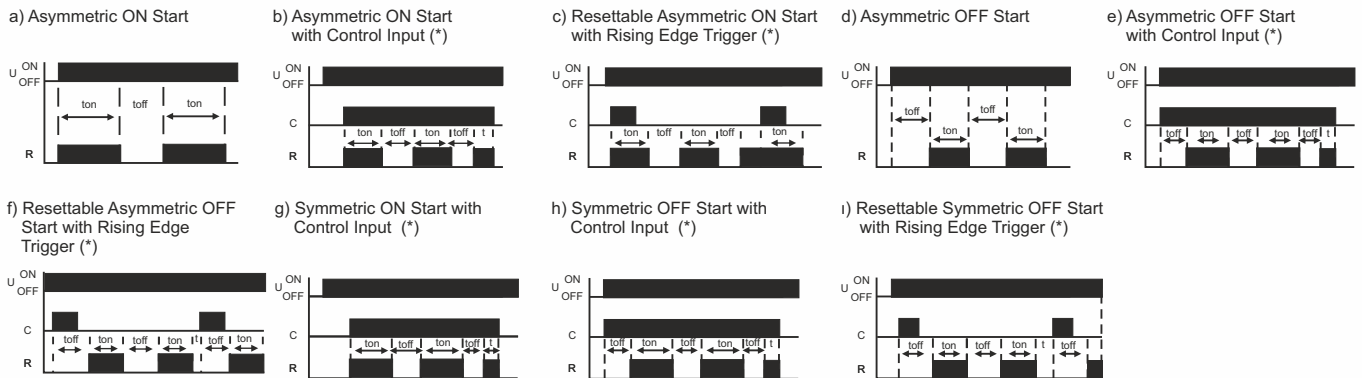 a) Asymmetric ON Start
b) Asymmetric ON Start
with Control Input (*)
c) Resettable Asymmetric ON Start
with Rising Edge Trigger (*)
d) Asymmetric OFF Start
e) Asymmetric OFF Start
with Control Input (*)
U ON
OFF
ton toff ton
R
U ON
OFF
C
ton toff ton toff t
R
U ON
OFF
C
ton toff ton toff ton
R
U ON
OFF
toff toff
ton ton
R
U ON
OFF
C
toff ton toff ton toff t
R
f) Resettable Asymmetric OFF
Start with Rising Edge
Trigger (*)
g) Symmetric ON Start with
Control Input (*)
h) Symmetric OFF Start with
Control Input (*)
ı) Resettable Symmetric OFF Start
with Rising Edge Trigger (*)
U ON
OFF
C
toff ton toff ton t toff ton
R
U ON
OFF
C
ton toff ton toff t
R
U ON
OFF
C
toff ton toff ton toff t
R
U ON
OFF
C
toff ton toff ton t toff
R